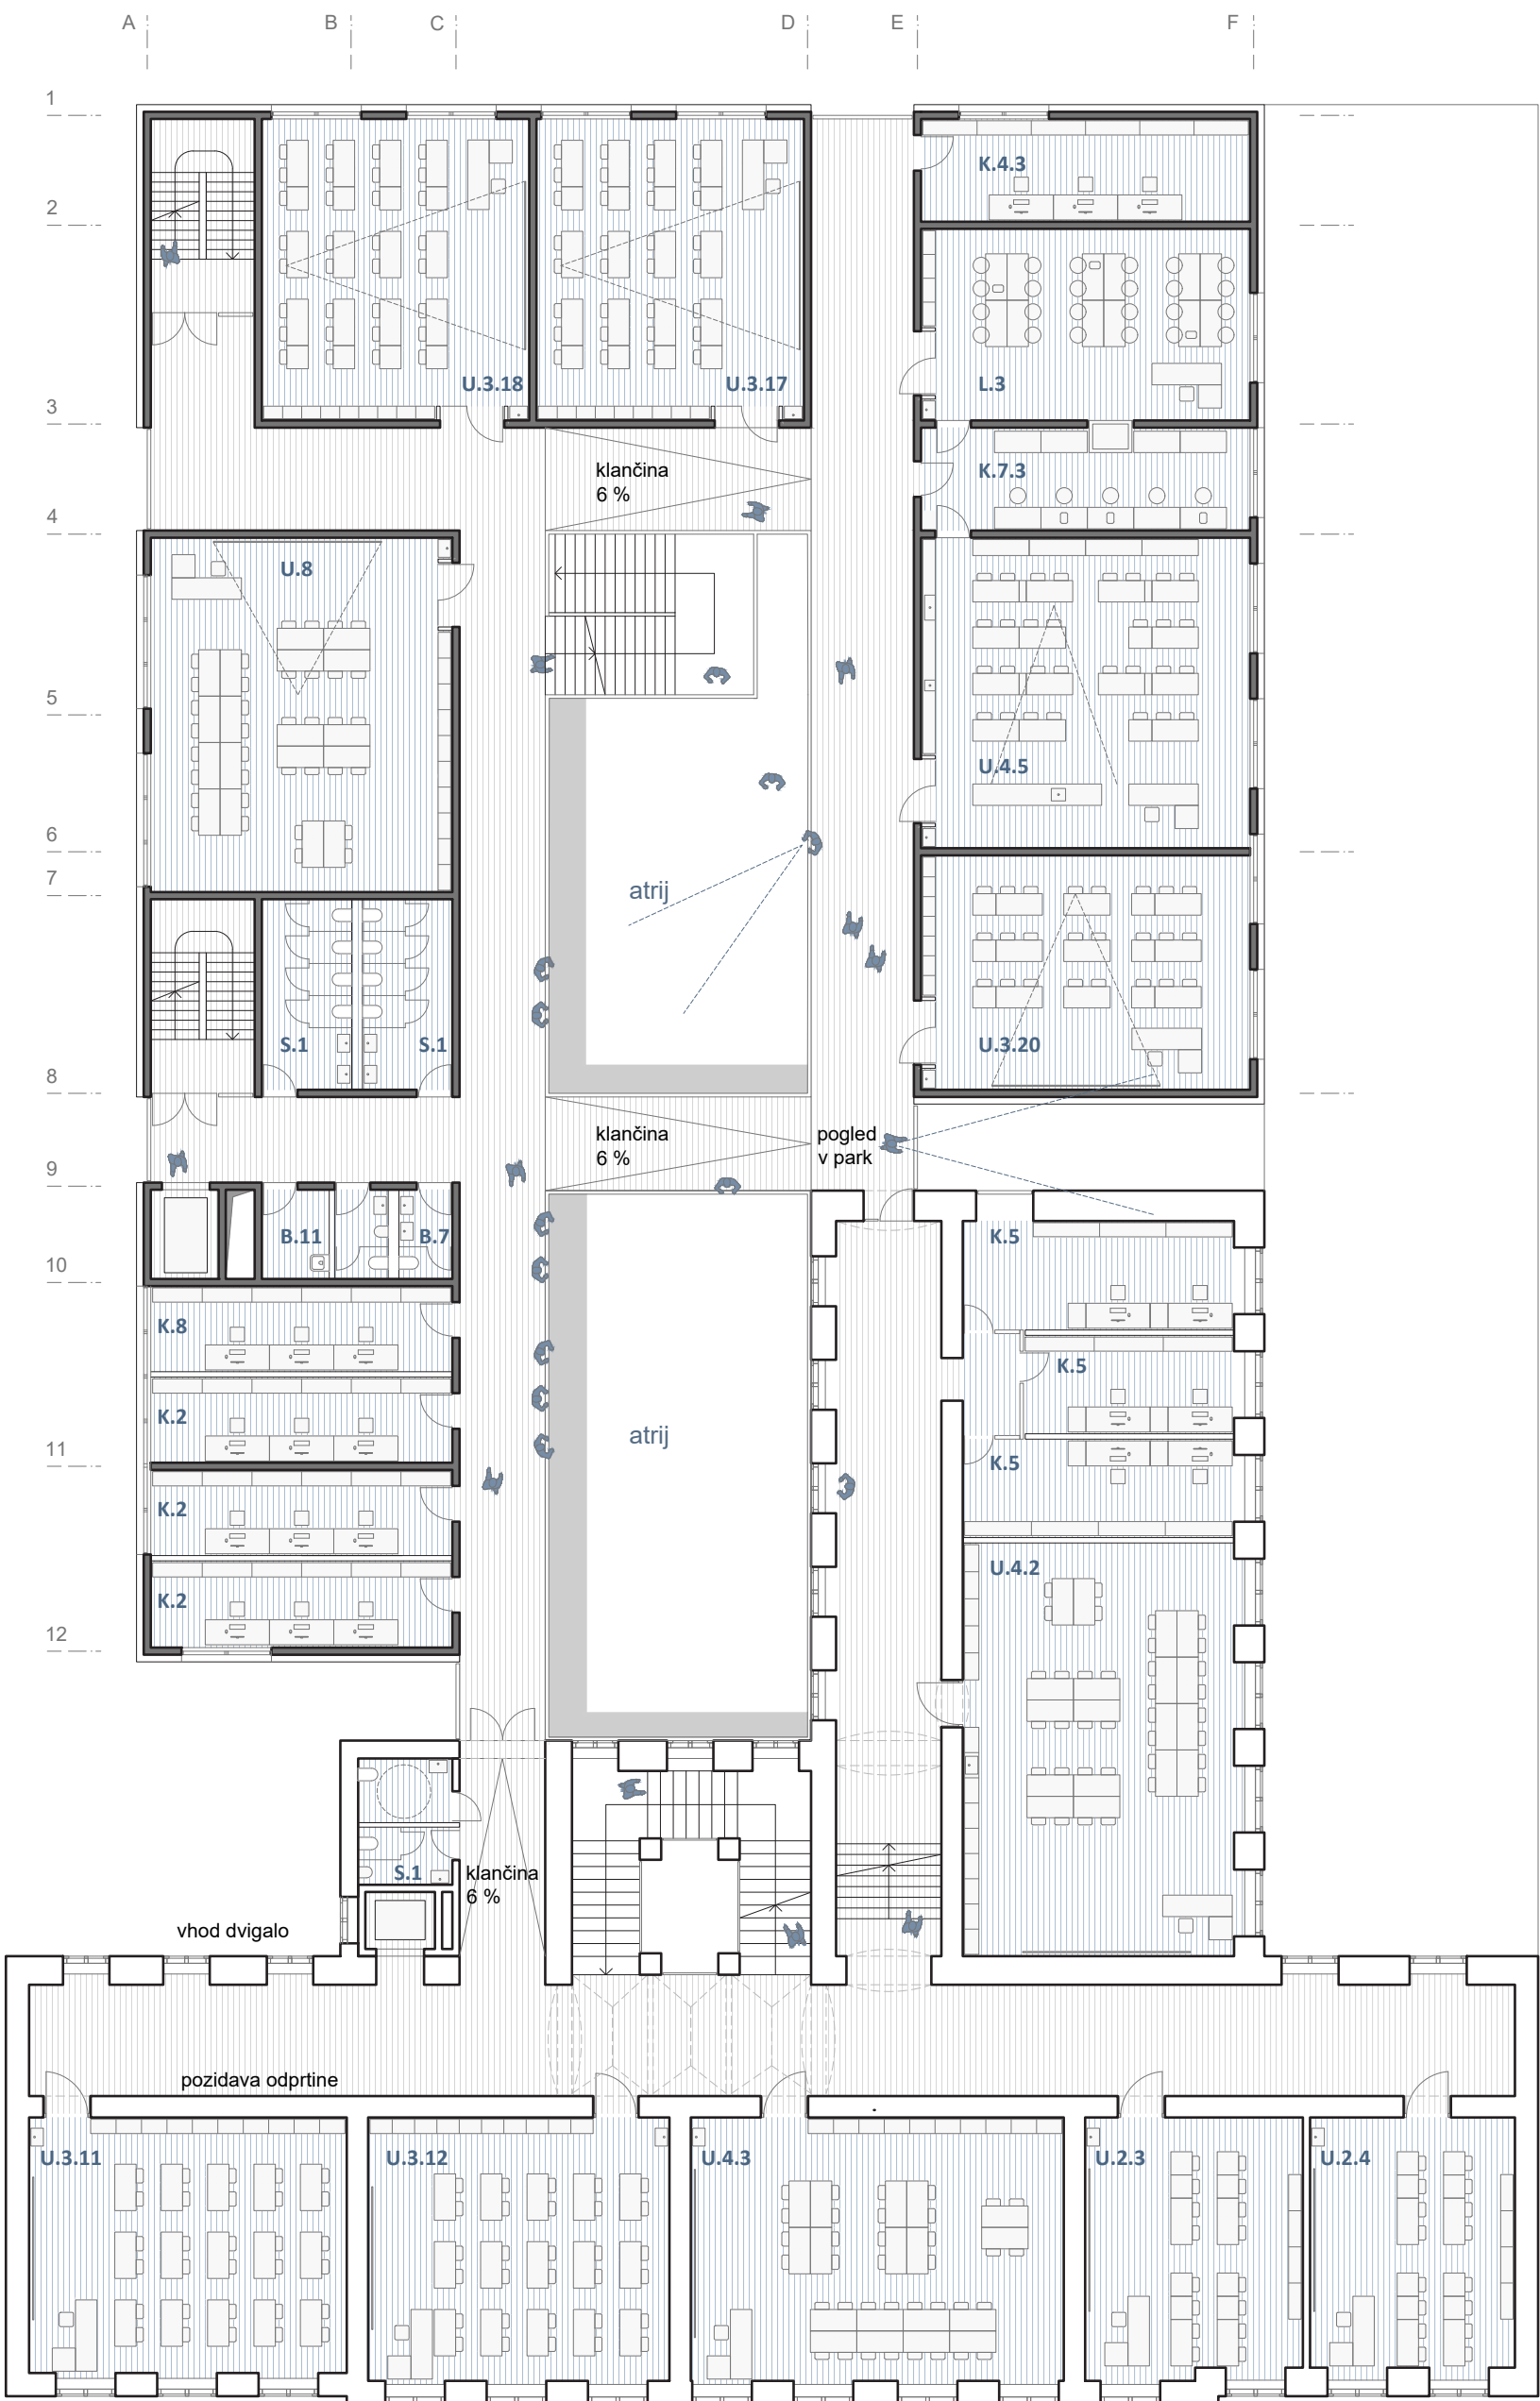 A B C D E F
1
K.4.3
2
U.3.18 U.3.17 L.3
3
klančina
6 %
K.7.3
4
U.8
5
U.4.5
6
7
atrij
S.1 S.1 U.3.20
8
klančina
6 %
pogled
v park
9
B.11 B.7 K.5
10
K.8
K.5
K.2
atrij
11
K.5
K.2
U.4.2
K.2
12
S.1
klančina
6 %
vhod dvigalo
pozidava odprtine
U.3.11 U.3.12 U.4.3 U.2.3 U.2.4